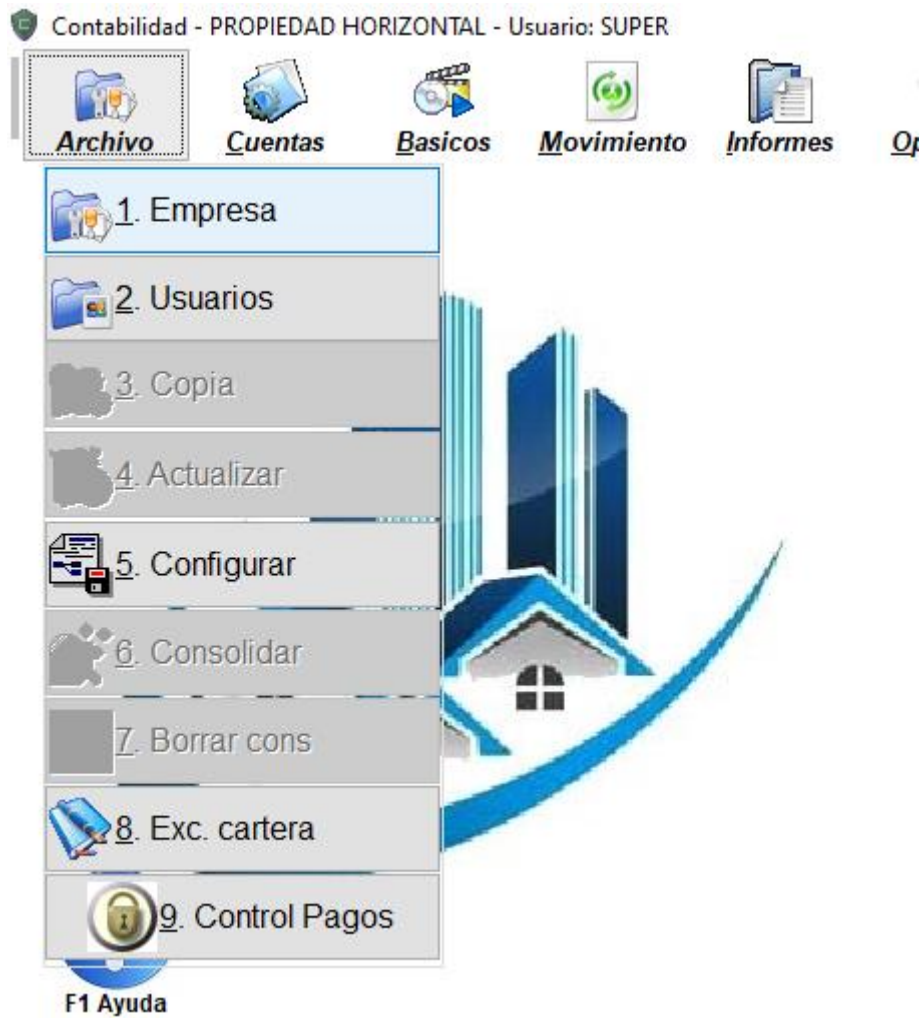 Contabilidad - PROPIEDAD HORIZONTAL - Usuario: SUPER
Archivo Cuentas Basicos Movimiento Informes
1. Empresa
2. Usuarios
3. Copia
4. Actualizar
5. Configurar
6. Consolidar
7. Borrar cons
8. Exc. cartera
9. Control Pagos
F1 Ayuda